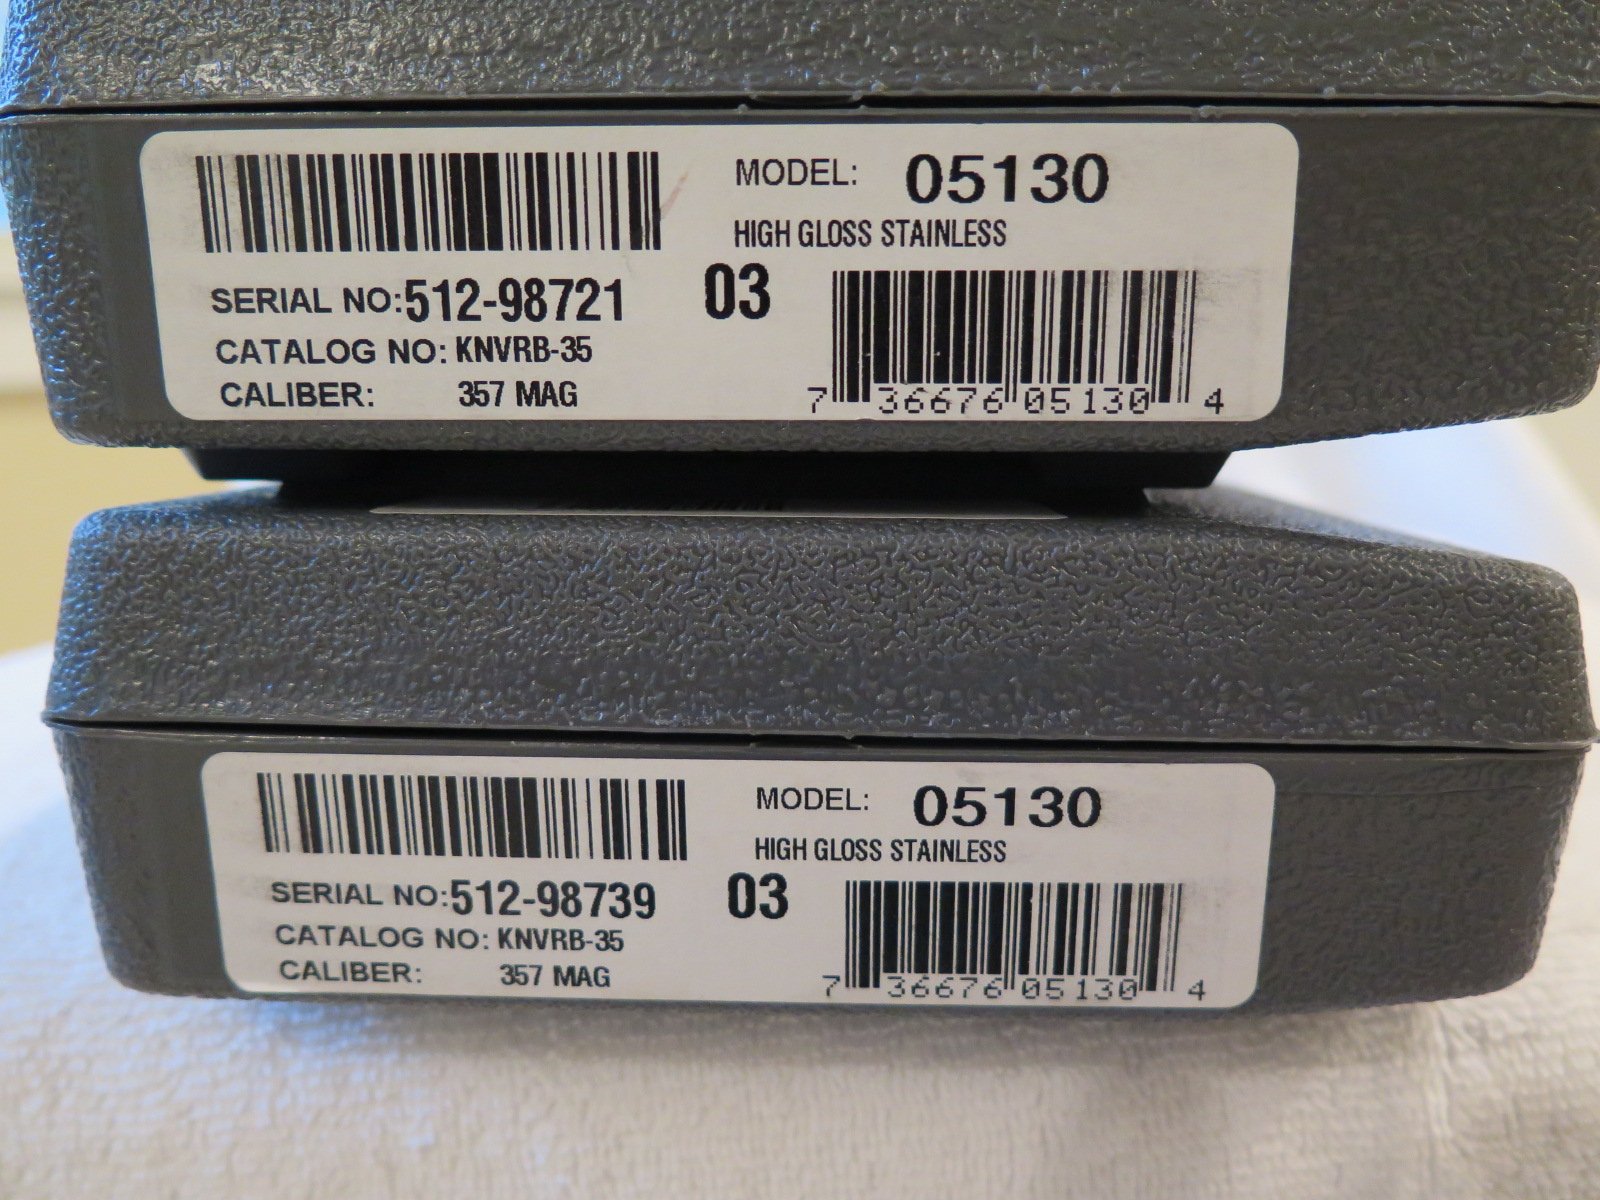 MODEL: 05130
HIGH GLOSS STAINLESS
SERIAL NO: 512-98721 03
CATALOG NO: KNVRB-35
CALIBER: 357 MAG
7 36676 05130 4
MODEL: 05130
HIGH GLOSS STAINLESS
SERIAL NO: 512-98739 03
CATALOG NO: KNVRB-35
CALIBER: 357 MAG
7 36676 05130 4